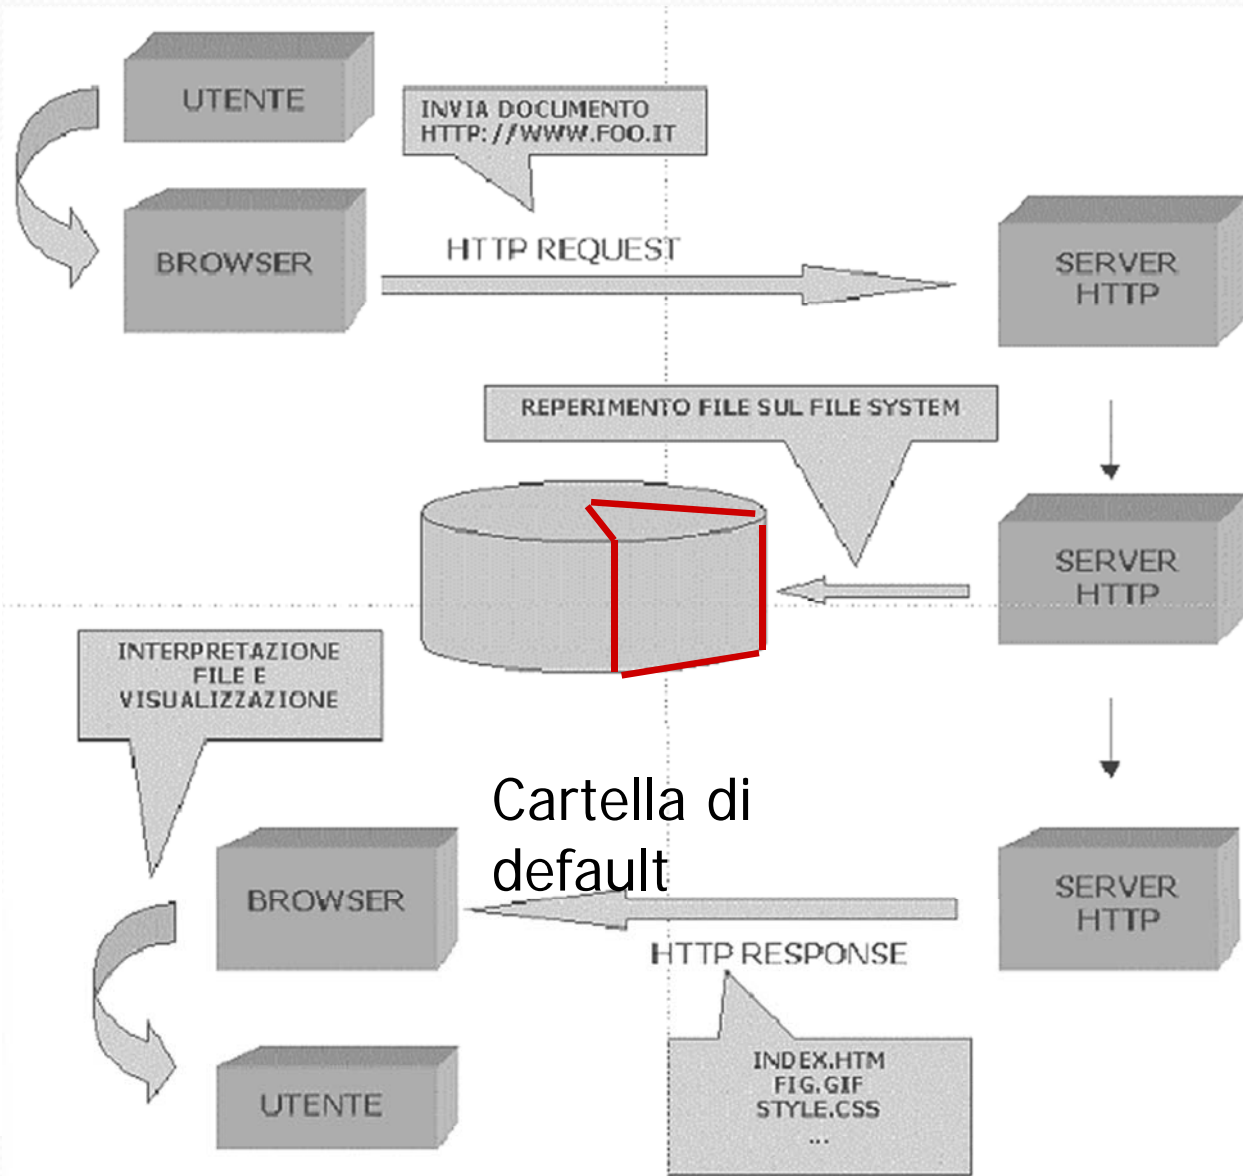 UTENTE
INVIA DOCUMENTO
HTTP://WWW.FOO.IT
BROWSER
HTTP REQUEST
SERVER
HTTP
REPERIMENTO FILE SUL FILE SYSTEM
SERVER
HTTP
INTERPRETAZIONE
FILE E
VISUALIZZAZIONE
Cartella di
default
BROWSER
SERVER
HTTP
HTTP RESPONSE
INDEX.HTM
FIG.GIF
STYLE.CSS
...
UTENTE